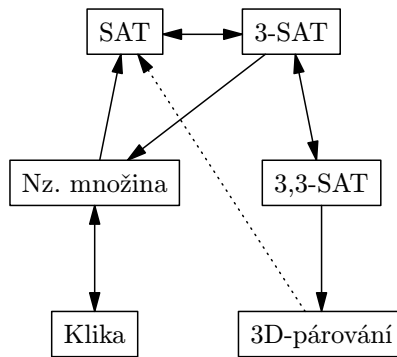 SAT
3-SAT
Nz. množina
3,3-SAT
Klika
3D-párování